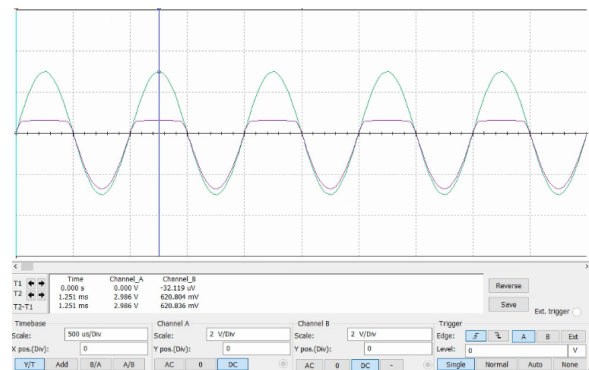 Time Channel_A Channel_B
T1 0.000 s 0.000 V -32.119 uV
T2 1.251 ms 2.986 V 620.804 mV
T2-T1 1.251 ms 2.986 V 620.836 mV
Reverse
Save
Ext. trigger
Timebase
Scale: 500 us/Div
X pos.(Div): 0
Y/T Add B/A A/B
Channel A
Scale: 2 V/Div
Y pos.(Div): 0
AC 0 DC
Channel B
Scale: 2 V/Div
Y pos.(Div): 0
AC 0 DC -
Trigger
Edge: A B Ext
Level: 0 V
Single Normal Auto None